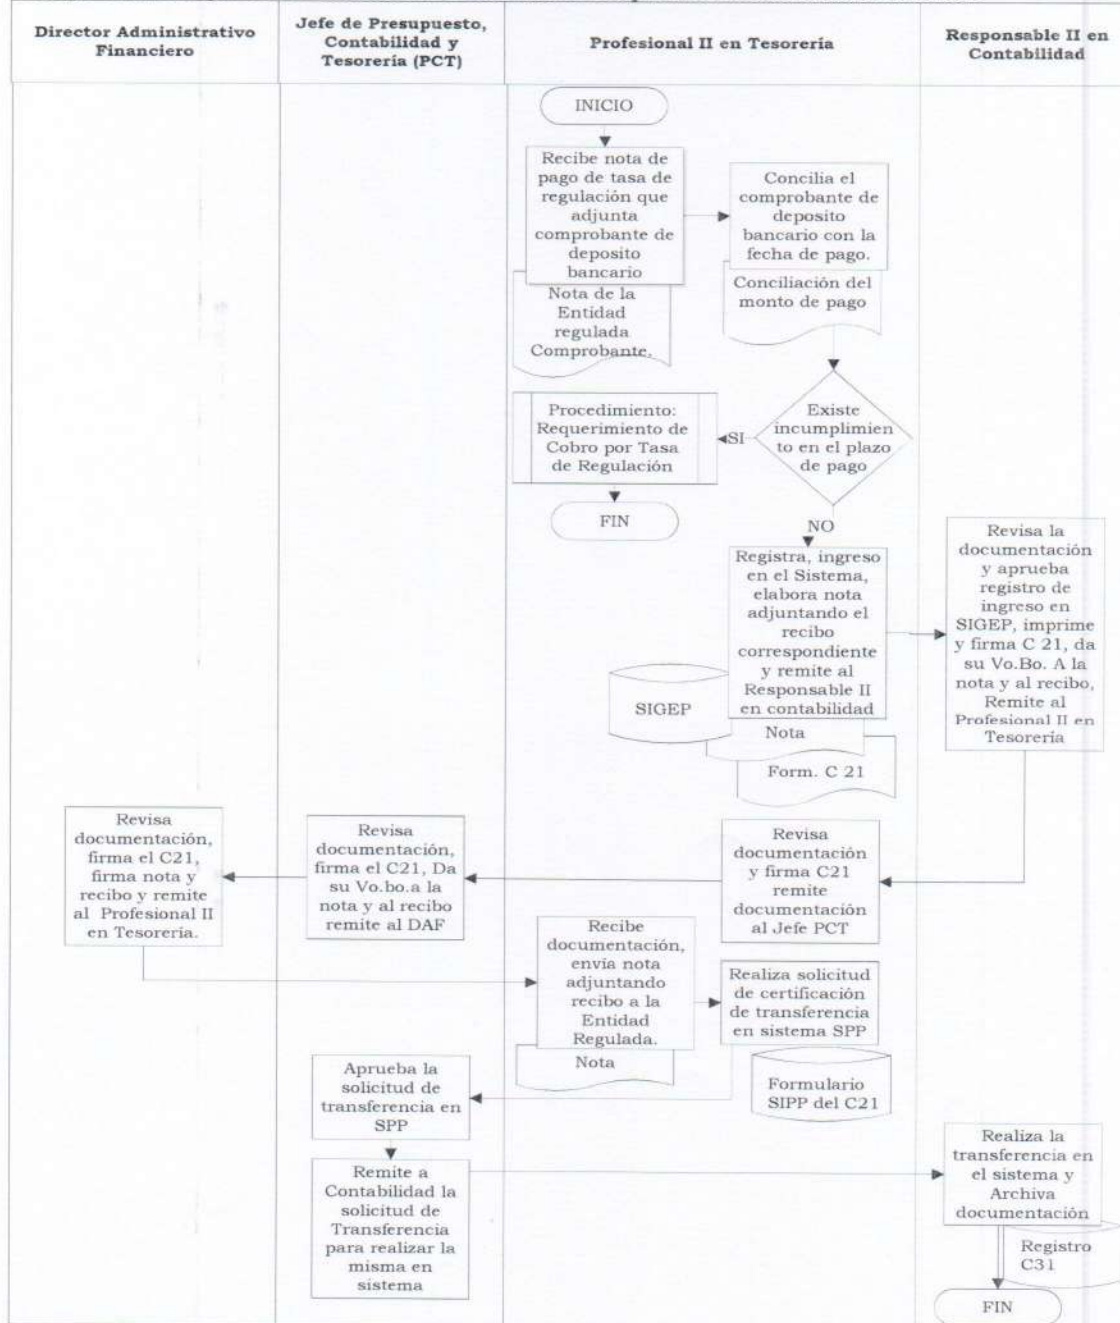 Director Administrativo
Financiero
Jefe de Presupuesto,
Contabilidad y
Tesorería (PCT)
Profesional II en Tesorería
Responsable II en
Contabilidad
INICIO
Recibe nota de
pago de tasa de
regulación que
adjunta
comprobante de
deposito
bancario
Nota de la
Entidad
regulada
Comprobante.
Concilia el
comprobante de
deposito
bancario con la
fecha de pago.
Conciliación del
monto de pago
Existe
incumplimien
to en el plazo
de pago
SI
Procedimiento:
Requerimiento de
Cobro por Tasa
de Regulación
FIN
NO
Registra, ingreso
en el Sistema,
elabora nota
adjuntando el
recibo
correspondiente
y remite al
Responsable II
en contabilidad
SIGEP
Nota
Form. C 21
Revisa la
documentación
y aprueba
registro de
ingreso en
SIGEP, imprime
y firma C 21, da
su Vo.Bo. A la
nota y al recibo,
Remite al
Profesional II en
Tesorería
Revisa
documentación
y firma C21
remite
documentación
al Jefe PCT
Revisa
documentación,
firma el C21, Da
su Vo.bo.a la
nota y al recibo
remite al DAF
Revisa
documentación,
firma el C21,
firma nota y
recibo y remite
al Profesional II
en Tesorería.
Recibe
documentación,
envía nota
adjuntando
recibo a la
Entidad
Regulada.
Nota
Realiza solicitud
de certificación
de transferencia
en sistema SPP
Formulario
SIPP del C21
Aprueba la
solicitud de
transferencia en
SPP
Remite a
Contabilidad la
solicitud de
Transferencia
para realizar la
misma en
sistema
Realiza la
transferencia en
el sistema y
Archiva
documentación
Registro
C31
FIN